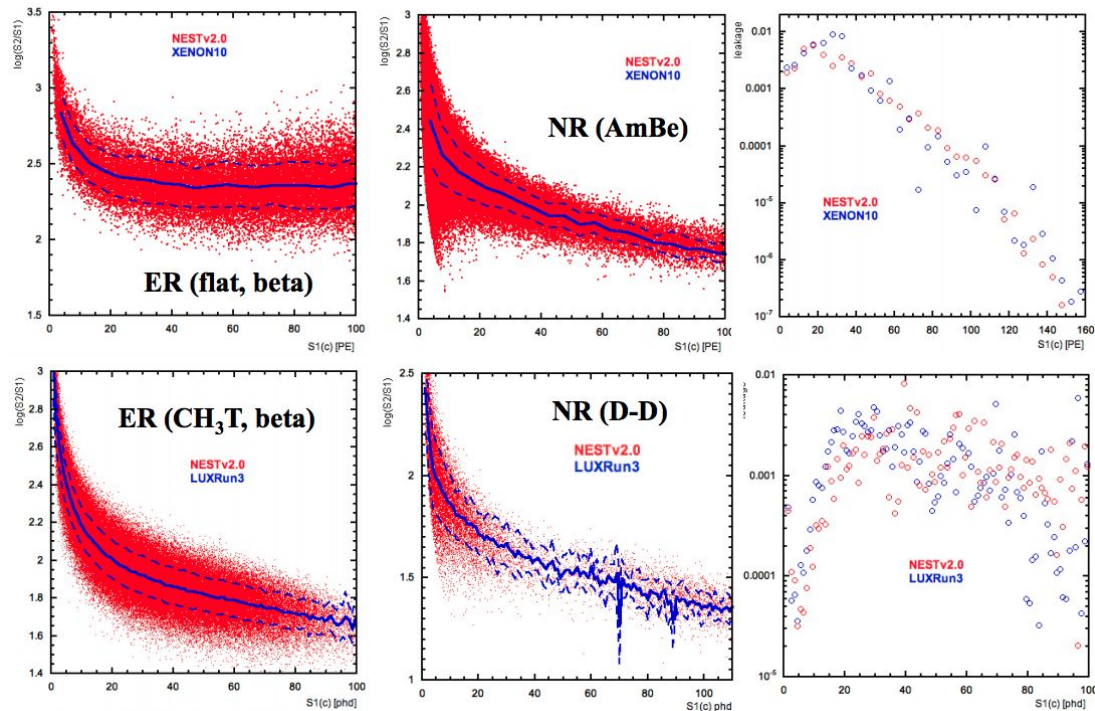 log(S2/S1)
3.5
3
2.5
2
1.5
NESTv2.0
XENON10
ER (flat, beta)
0 20 40 60 80 100
S1(c) [PE]
log(S2/S1)
3
2.8
2.6
2.4
2.2
2
1.8
1.6
1.4
NESTv2.0
XENON10
NR (AmBe)
0 20 40 60 80 100
S1(c) [PE]
leakage
0.01
0.001
0.0001
10⁻⁵
10⁻⁶
10⁻⁷
NESTv2.0
XENON10
0 20 40 60 80 100 120 140 160
S1(c) [PE]
log(S2/S1)
3
2.8
2.6
2.4
2.2
2
1.8
1.6
1.4
ER (CH₃T, beta)
NESTv2.0
LUXRun3
0 20 40 60 80 100
S1(c) [phd]
log(S2/S1)
2.5
2
1.5
1
NR (D-D)
NESTv2.0
LUXRun3
0 20 40 60 80 100
S1(c) phd
0.01
0.001
0.0001
10⁻⁵
NESTv2.0
LUXRun3
0 20 40 60 80 100
S1(c) [phd]